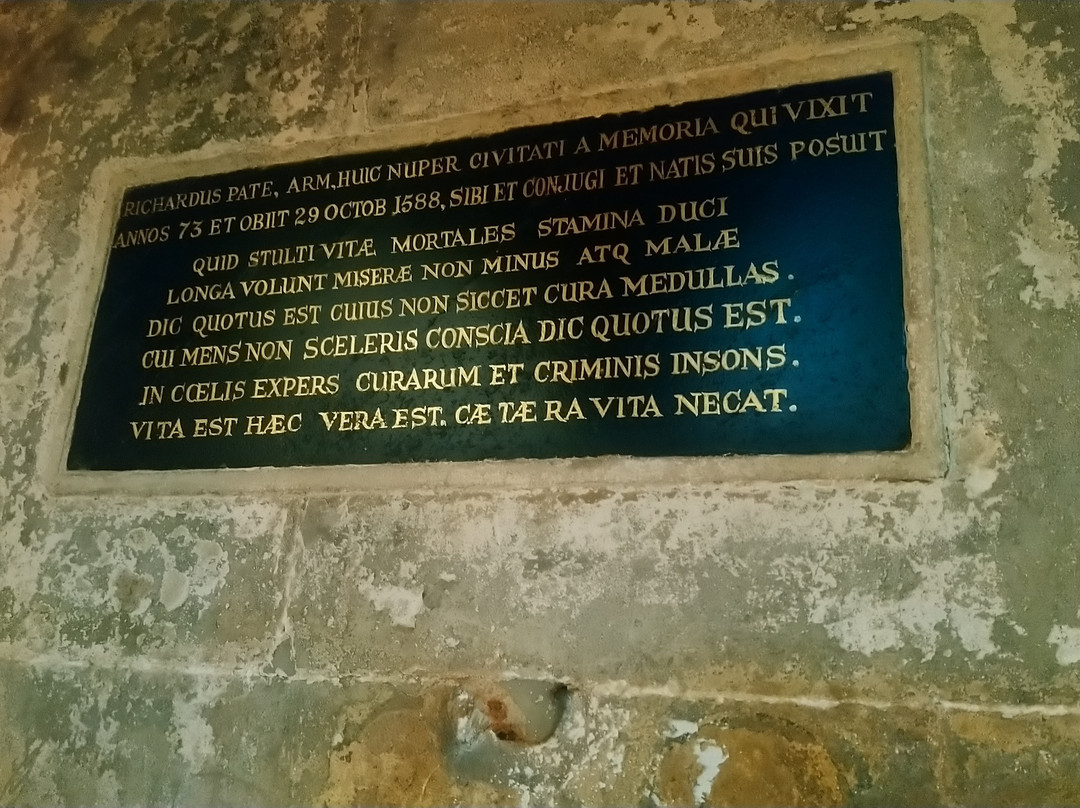 RICHARDUS PATE, ARM, HUIC NUPER CIVITATI A MEMORIA QUI VIXIT
ANNOS 73 ET OBIIT 29 OCTOB 1588, SIBI ET CONJUGI ET NATIS SUIS POSUIT.
QUID STULTI VITÆ MORTALES STAMINA DUCI
LONGA VOLUNT MISERÆ NON MINUS ATQ MALÆ
DIC QUOTUS EST CUIUS NON SICCET CURA MEDULLAS.
CUI MENS NON SCELERIS CONSCIA DIC QUOTUS EST.
IN CŒLIS EXPERS CURARUM ET CRIMINIS INSONS.
VITA EST HÆC VERA EST. CÆTÆRA VITA NECAT.